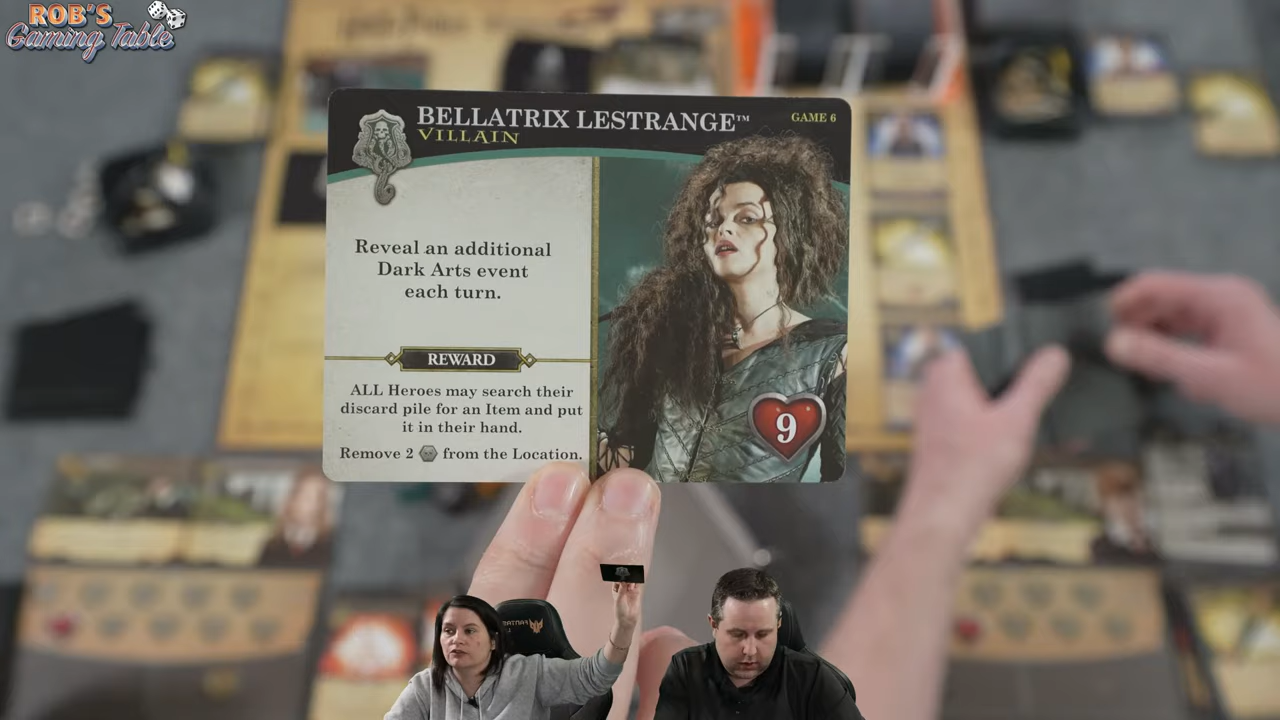 ROB'S
Gaming Table
BELLATRIX LESTRANGE™
GAME 6
VILLAIN
Reveal an additional
Dark Arts event
each turn.
REWARD
ALL Heroes may search their
discard pile for an Item and put
it in their hand.
Remove 2 from the Location.
9